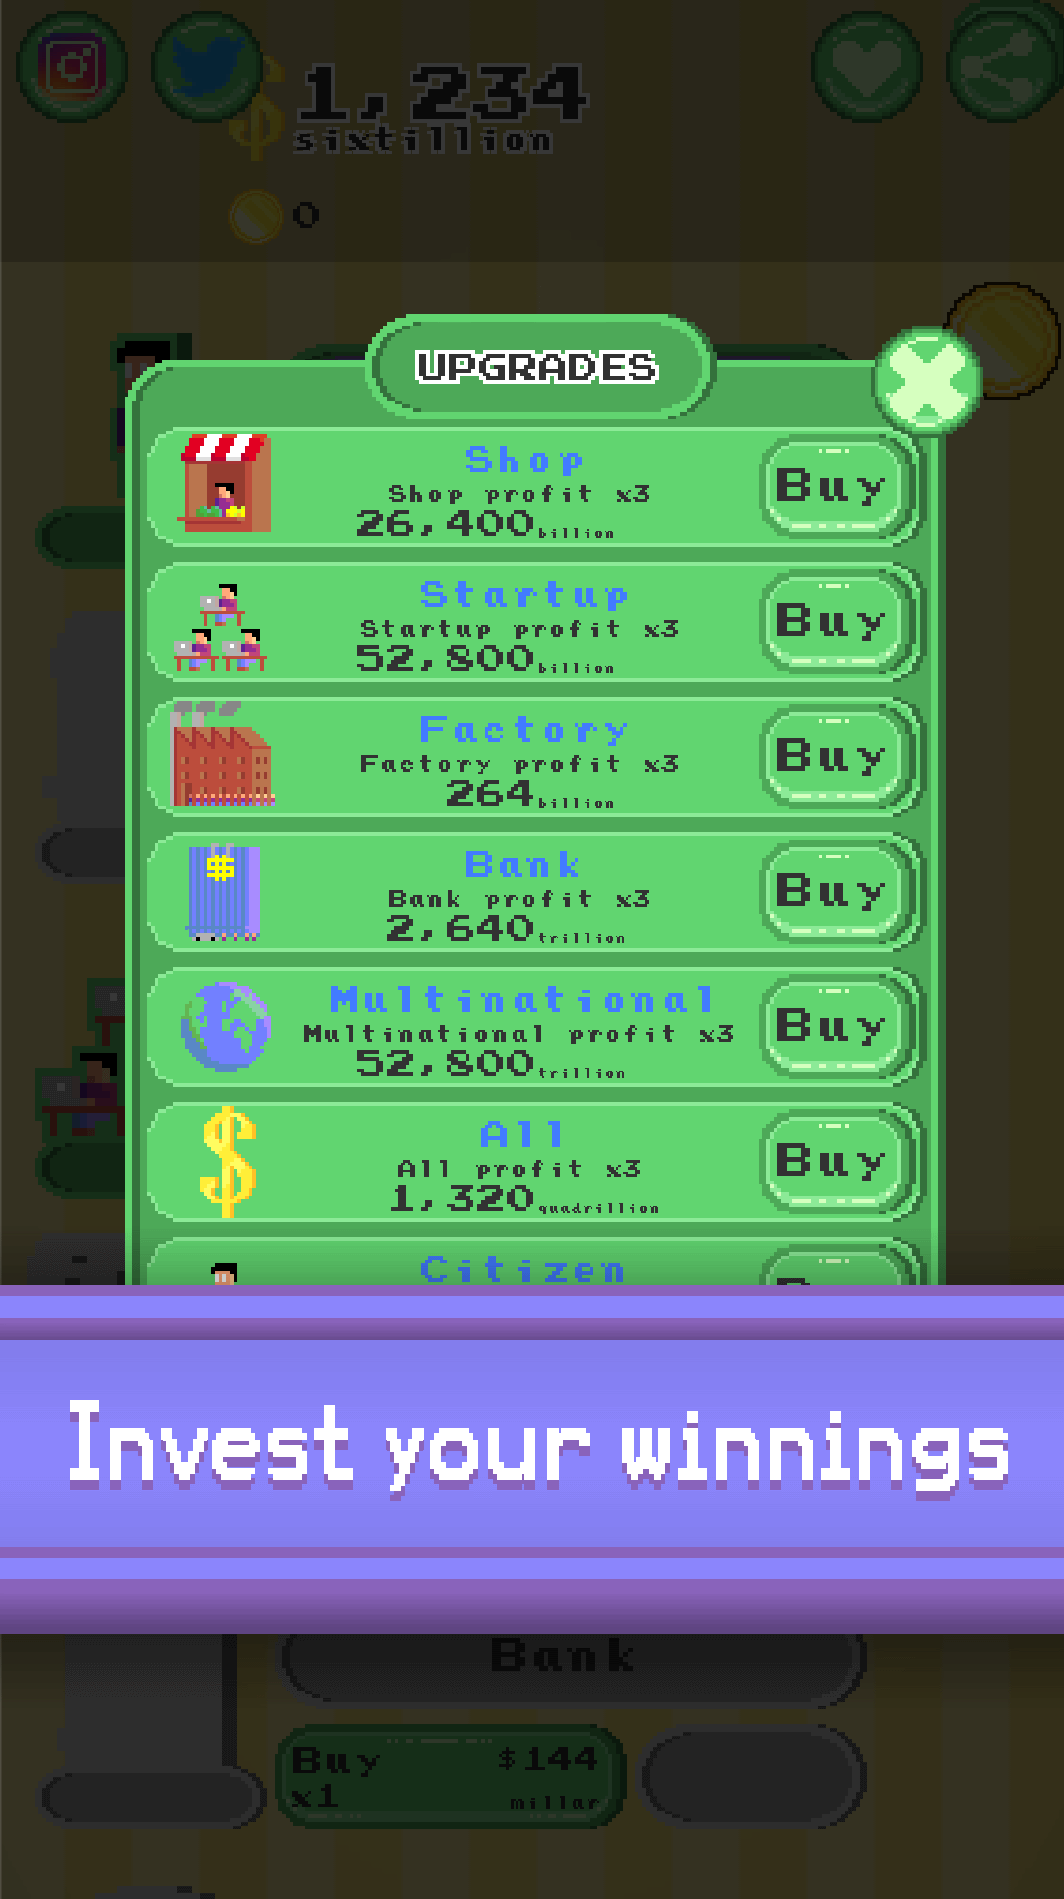 1,234
sixtillion
0
UPGRADES
Shop
Shop profit x3
26,400 billion
Buy
Startup
Startup profit x3
52,800 billion
Buy
Factory
Factory profit x3
264 billion
Buy
Bank
Bank profit x3
2,640 trillion
Buy
Multinational
Multinational profit x3
52,800 trillion
Buy
All
All profit x3
1,320 quadrillion
Buy
Citizen
Invest your winnings
Bank
Buy $144
x1 millar